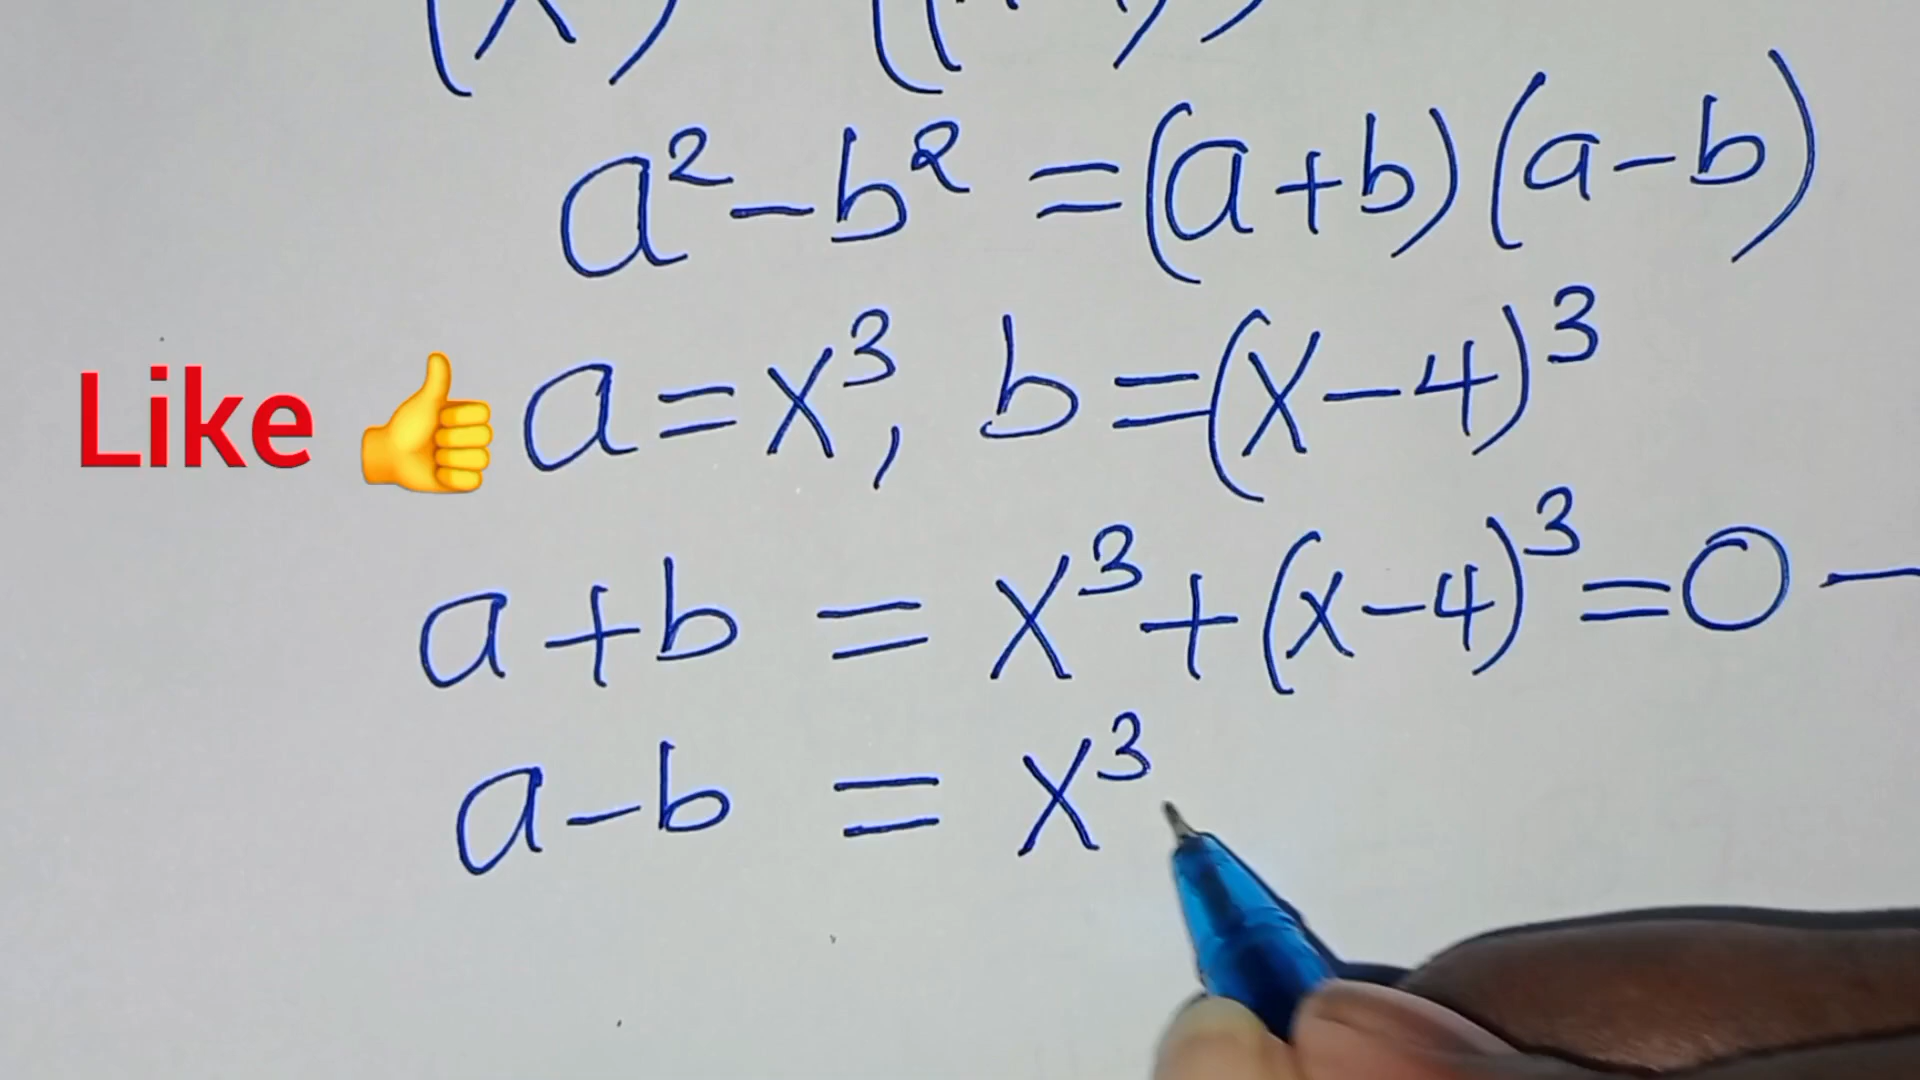 a² - b² = (a + b) (a - b)
Like 👍 a = x³, b = (x - 4)³
a + b = x³ + (x - 4)³ = 0 -
a - b = x³